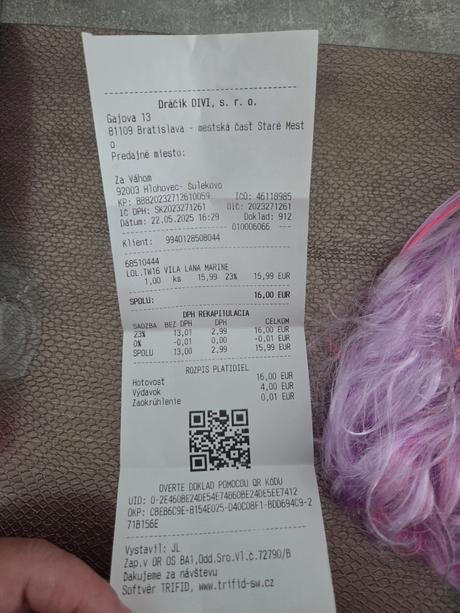 Dráčik DIVI, s. r. o.
Gajova 13
81109 Bratislava - mestská časť Staré Mest
o
Predajné miesto:
Za Váhom
92003 Hlohovec- Šulekovo
KP: 88820232712610059 IČO: 46118985
IČ DPH: SK2023271261 DIČ: 2023271261
Dátum: 22.05.2025 16:29 Doklad: 912
010006066
Klient: 9940128508044
68510444
LOL.TW16 VILA LANA MARINE
1,00 ks 15,99 23% 15,99 EUR
SPOLU: 16,00 EUR
DPH REKAPITULACIA
SADZBA BEZ DPH DPH CELKOM
23% 13,01 2,99 16,00 EUR
0% -0,01 0,00 -0,01 EUR
SPOLU 13,00 2,99 15,99 EUR
ROZPIS PLATIDIEL
Hotovost 16,00 EUR
Výdavok 4,00 EUR
Zaokrúhlenie 0,01 EUR
OVERTE DOKLAD POMOCOU QR KÓDU
UID: O-2E460BE24DE54E74860BE24DE5EE7412
OKP: CBEB6C9E-8154E025-D40C08F1-BDD694C9-2
71B156E
Vystavil: JL
Zap.v OR OS BA1,Odd.Sro.Vl.c.72790/B
Dakujeme za návštevu
Softvér TRIFID, www.trifid-sw.cz